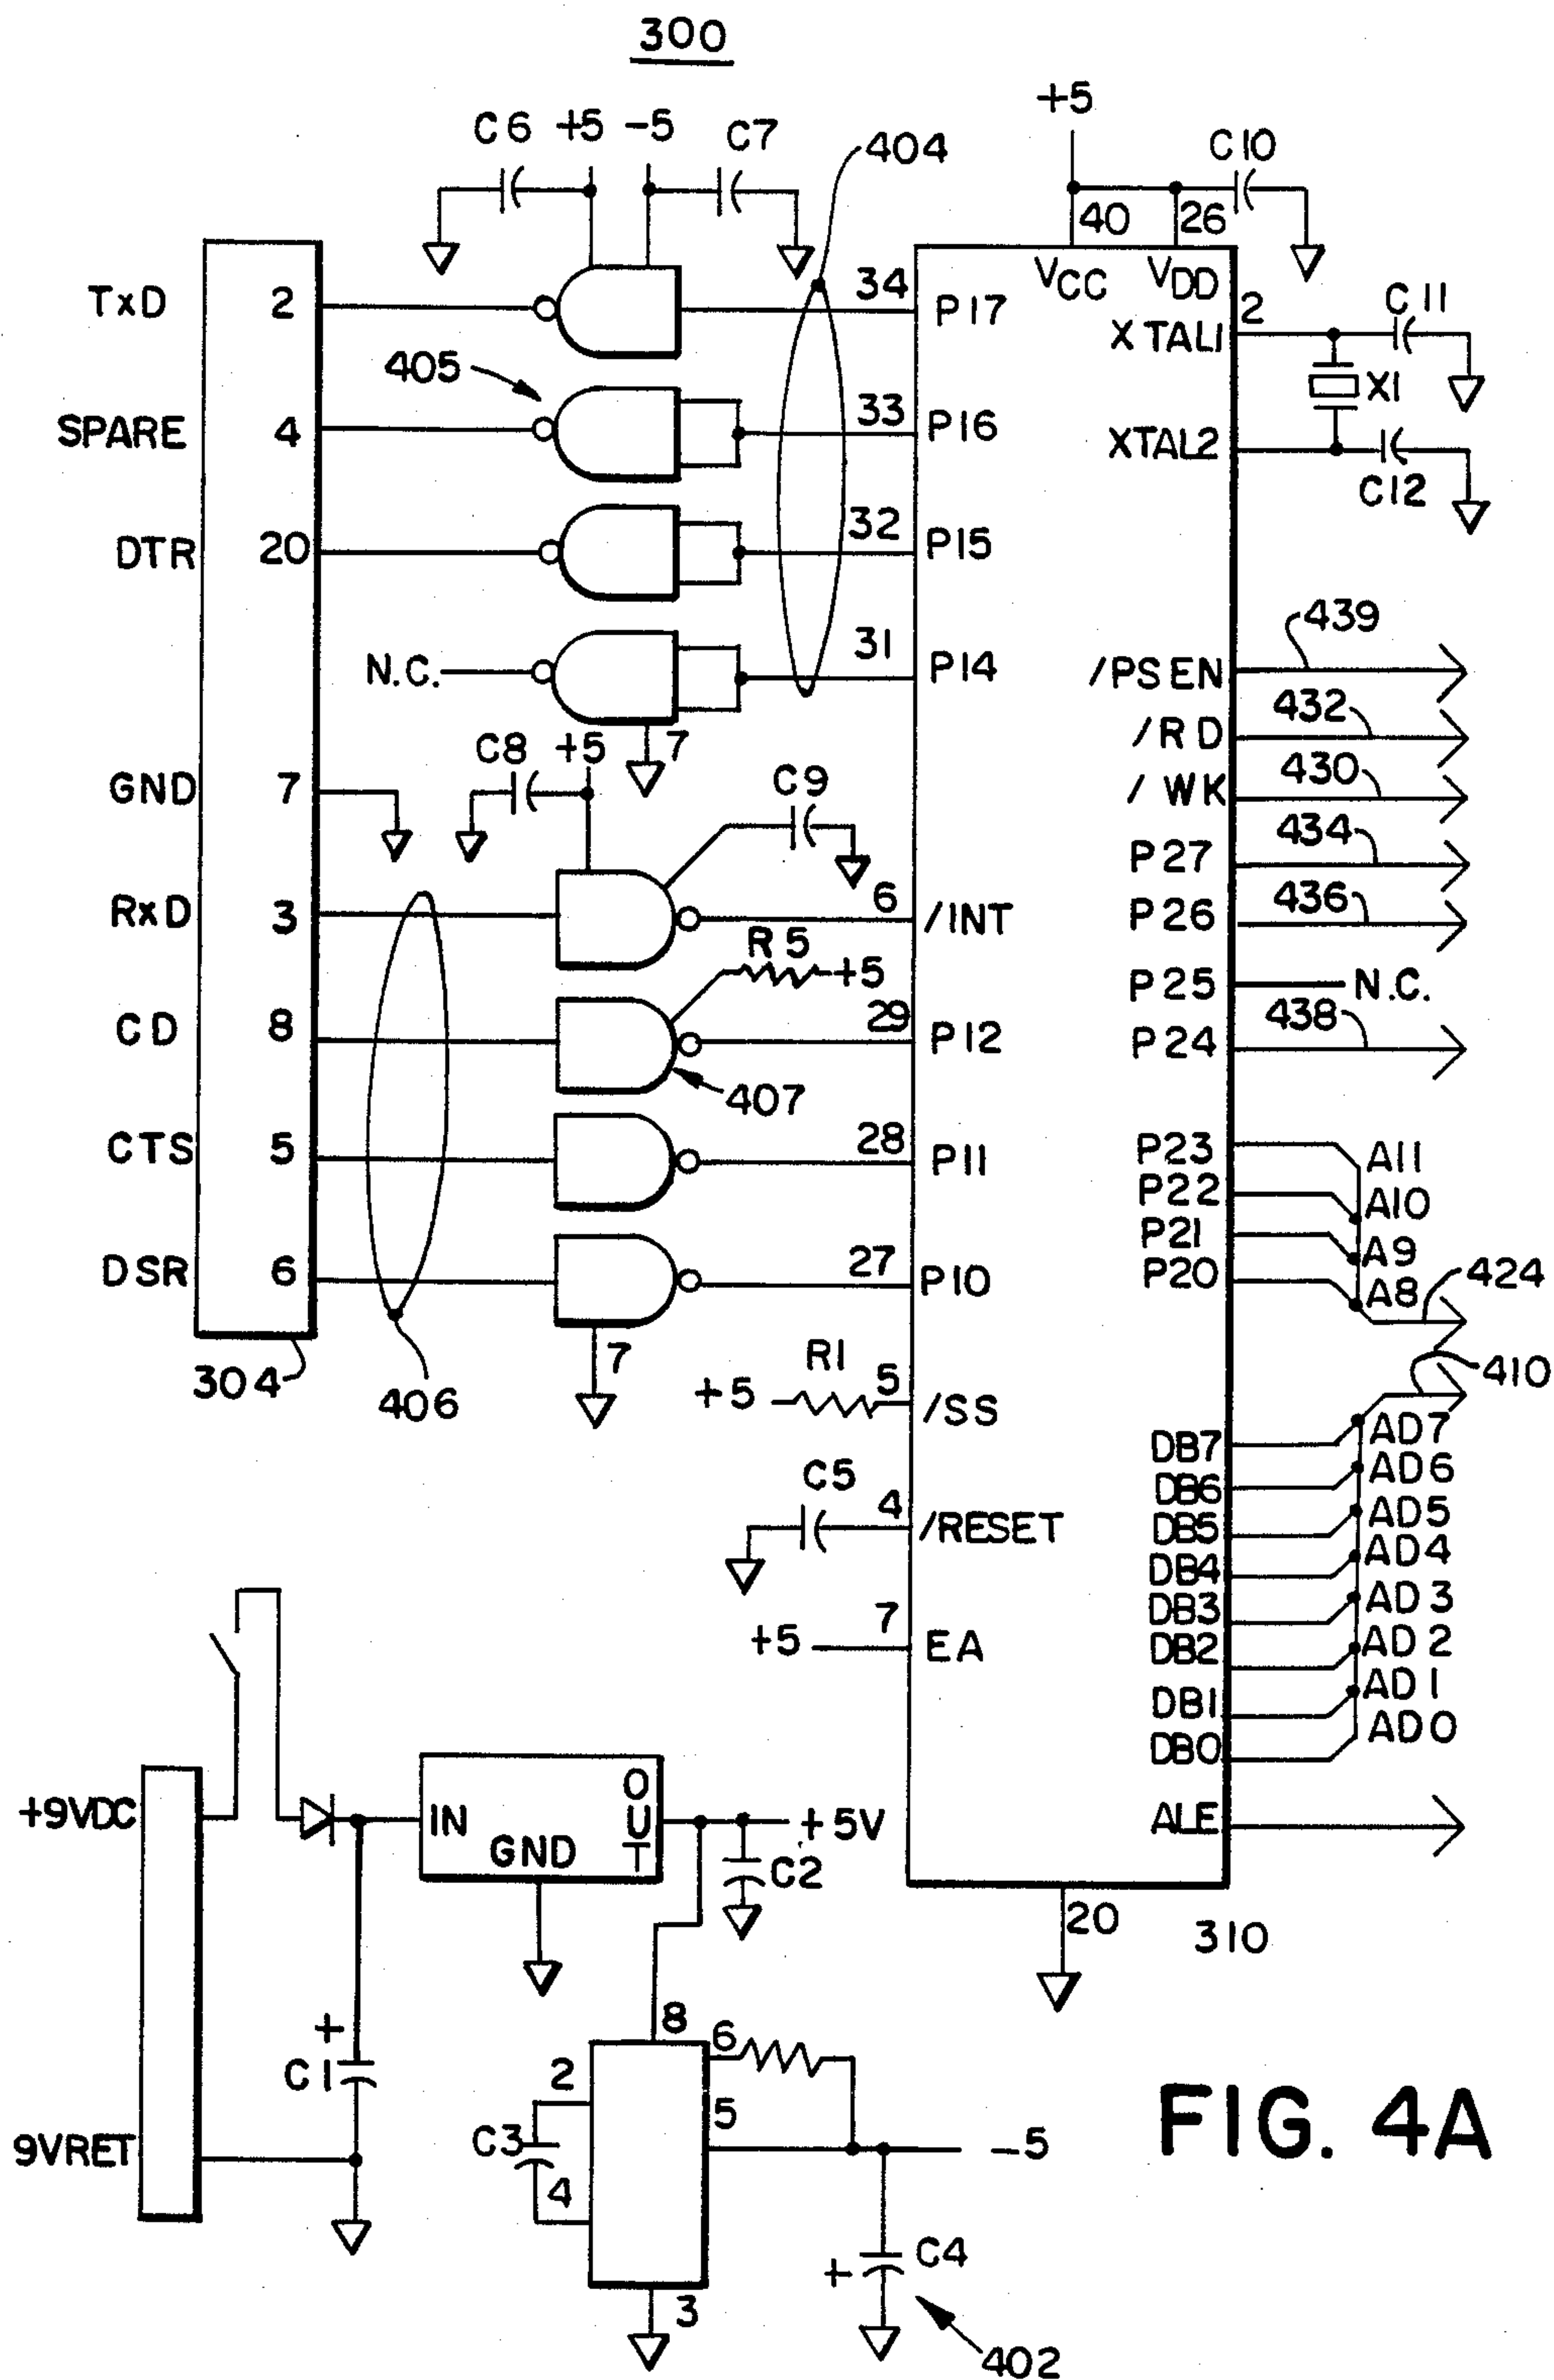 300
C6 +5 -5 C7
404
+5
C10
40 26
VCC VDD
TxD 2 34 P17
XTAL1 2 C11
X1
405
SPARE 4 33 P16
XTAL2
C12
DTR 20 32 P15
N.C. 31 P14
7
/PSEN 439
/RD 432
C8 +5
GND 7
C9
/WK 430
P27 434
RxD 3 6 /INT
P26 436
R5
+5
P25 N.C.
CD 8 29 P12
P24 438
407
CTS 5 28 P11
P23 A11
P22 A10
P21 A9
P20 A8
424
DSR 6 27 P10
7
304
406
410
R1
+5 5 /SS
DB7 AD7
DB6 AD6
DB5 AD5
DB4 AD4
DB3 AD3
DB2 AD2
DB1 AD1
DB0 AD0
C5
4 /RESET
+5 7 EA
ALE
+9VDC
IN
GND
OUT
+5V
C2
20
310
+
C1
9VRET
8
6
2
5
C3
4
-5
3
+ C4
402
FIG. 4A